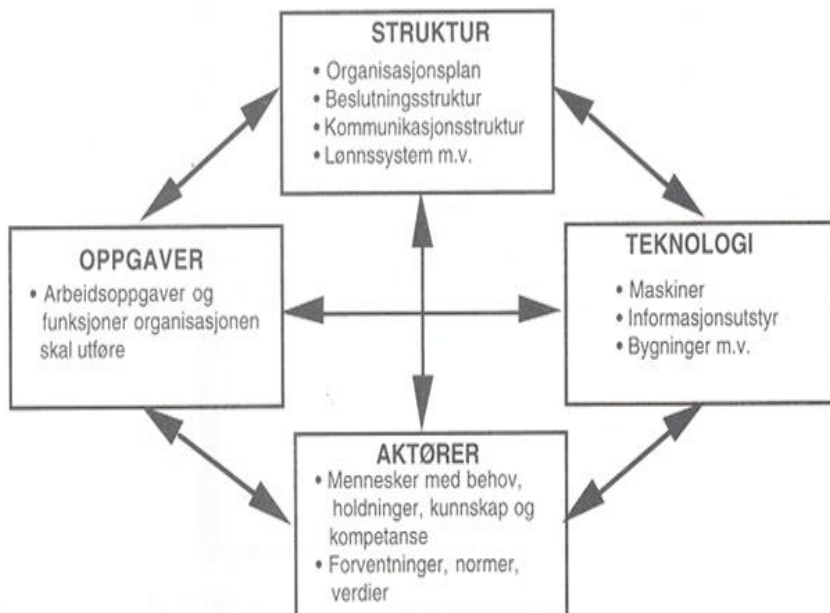 STRUKTUR
• Organisasjonsplan
• Beslutningsstruktur
• Kommunikasjonsstruktur
• Lønnssystem m.v.
OPPGAVER
• Arbeidsoppgaver og
funksjoner organisasjonen
skal utføre
TEKNOLOGI
• Maskiner
• Informasjonsutstyr
• Bygninger m.v.
AKTØRER
• Mennesker med behov,
holdninger, kunnskap og
kompetanse
• Forventninger, normer,
verdier